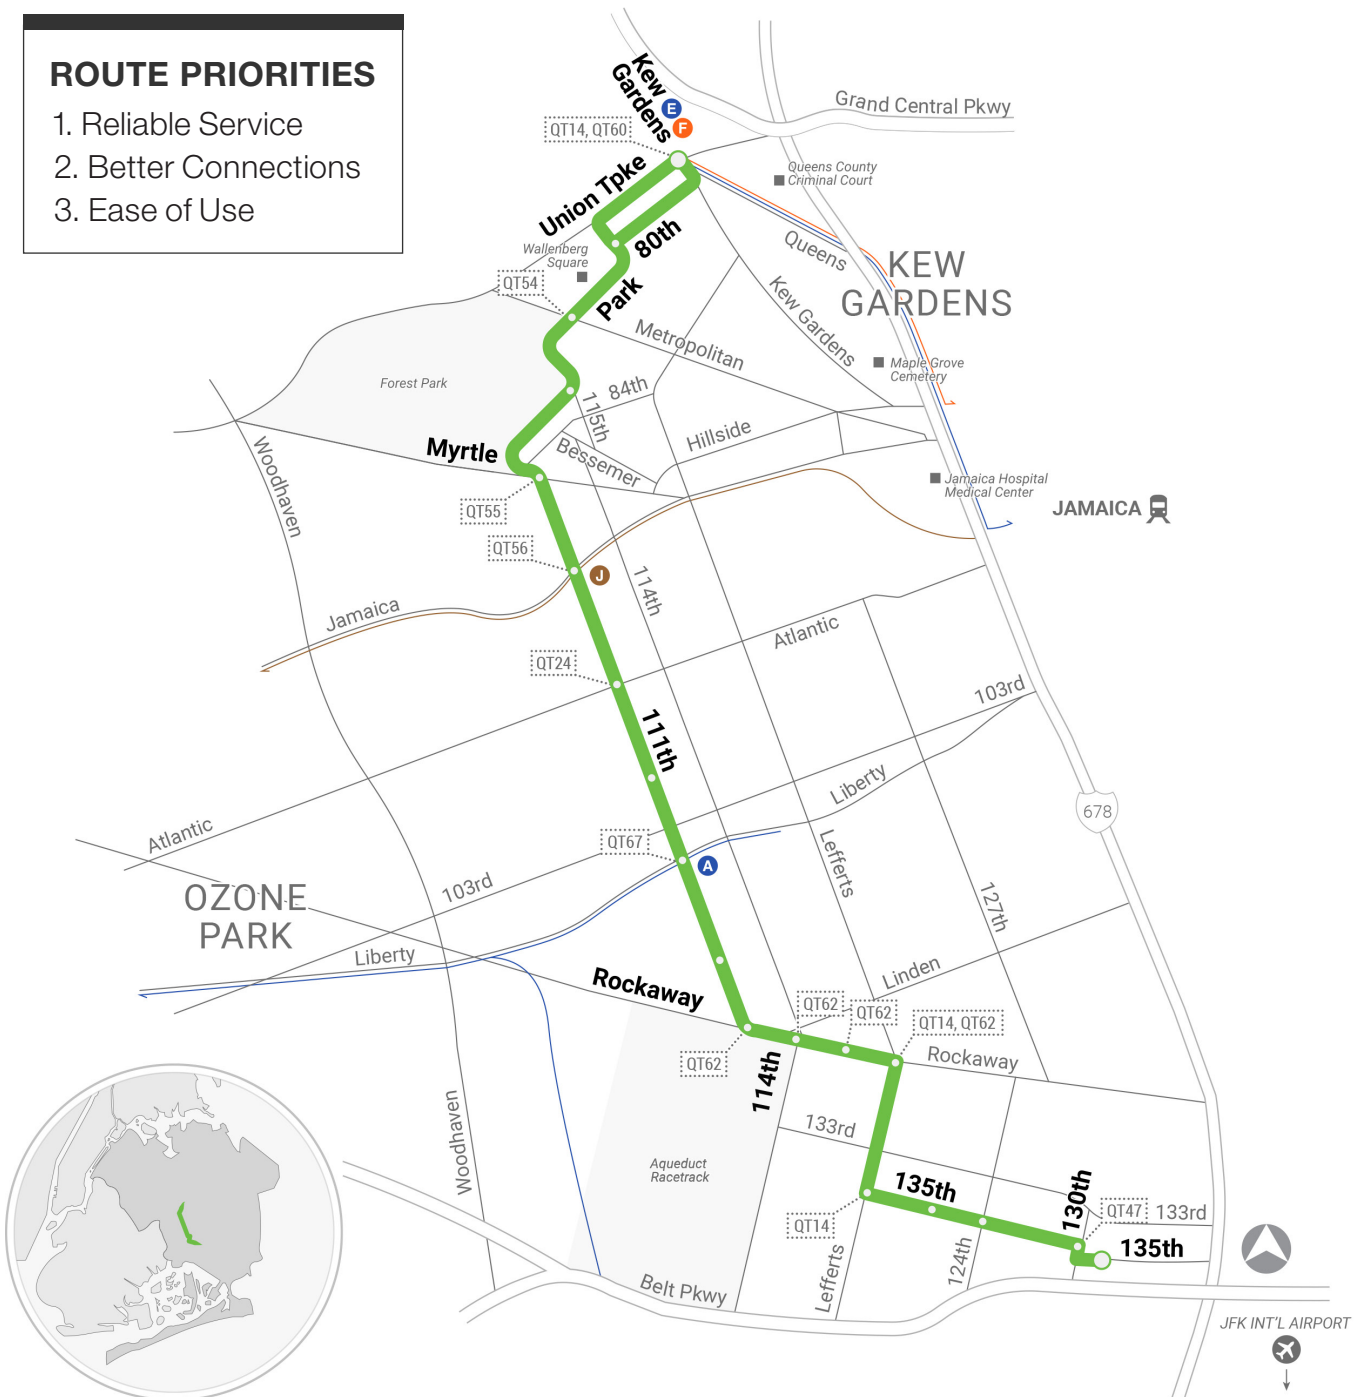 ROUTE PRIORITIES
1. Reliable Service
2. Better Connections
3. Ease of Use
Kew
Gardens
E
F
Grand Central Pkwy
QT14, QT60
Queens County
Criminal Court
Union Tpke
80th
Wallenberg
Square
Queens
KEW
GARDENS
QT54
Park
Kew Gardens
Metropolitan
Maple Grove
Cemetery
Forest Park
84th
115th
Myrtle
Hillside
Bessemer
Woodhaven
Jamaica Hospital
Medical Center
JAMAICA
QT55
QT56
J
114th
Jamaica
Atlantic
QT24
103rd
111th
Liberty
678
Atlantic
QT67
A
Lefferts
103rd
127th
OZONE
PARK
Liberty
Linden
Rockaway
QT62
QT62
QT14, QT62
QT62
Rockaway
114th
Woodhaven
133rd
Aqueduct
Racetrack
135th
130th
QT47
133rd
QT14
135th
124th
Lefferts
Belt Pkwy
JFK INT'L AIRPORT